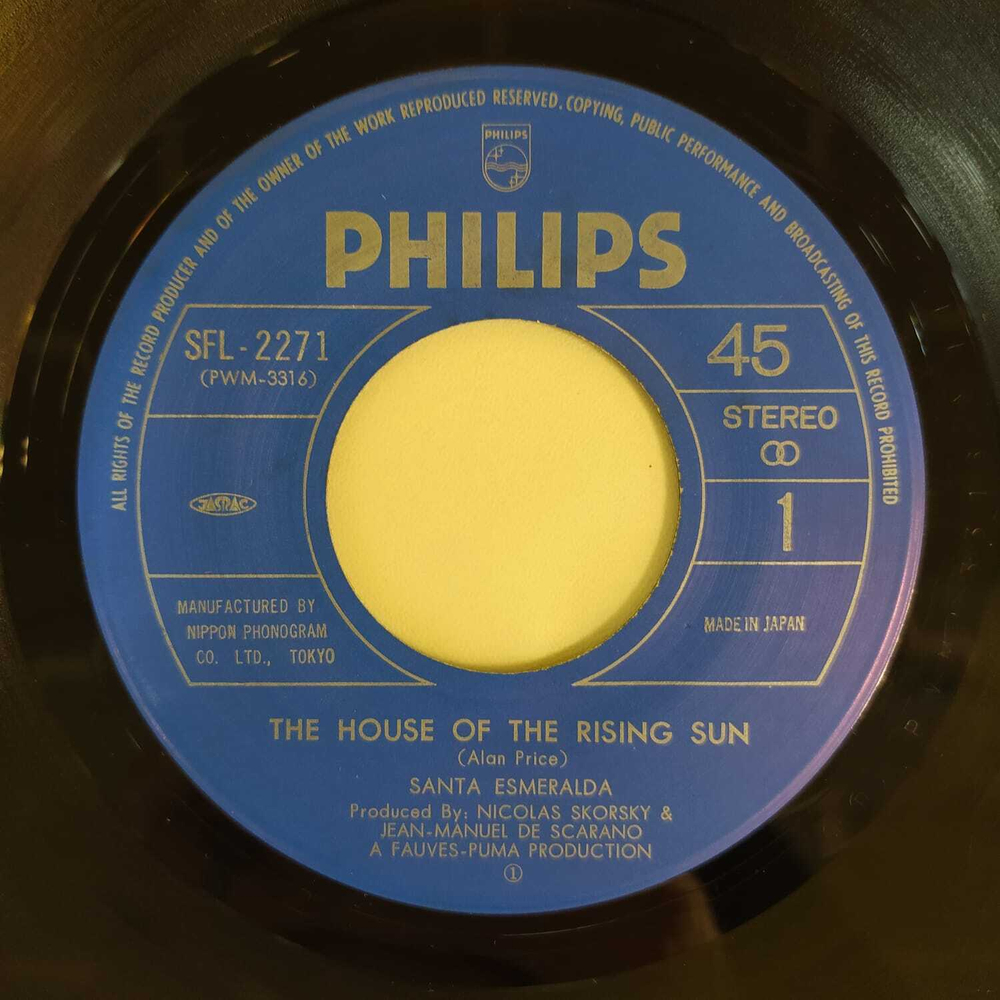 ALL RIGHTS OF THE RECORD PRODUCER AND OF THE OWNER OF THE WORK REPRODUCED RESERVED. COPYING, PUBLIC PERFORMANCE AND BROADCASTING OF THIS RECORD PROHIBITED
PHILIPS
PHILIPS
SFL-2271
(PWM-3316)
45
STEREO
JASRAC
1
MANUFACTURED BY
NIPPON PHONOGRAM
CO. LTD., TOKYO
MADE IN JAPAN
THE HOUSE OF THE RISING SUN
(Alan Price)
SANTA ESMERALDA
Produced By: NICOLAS SKORSKY &
JEAN-MANUEL DE SCARANO
A FAUVES-PUMA PRODUCTION
①